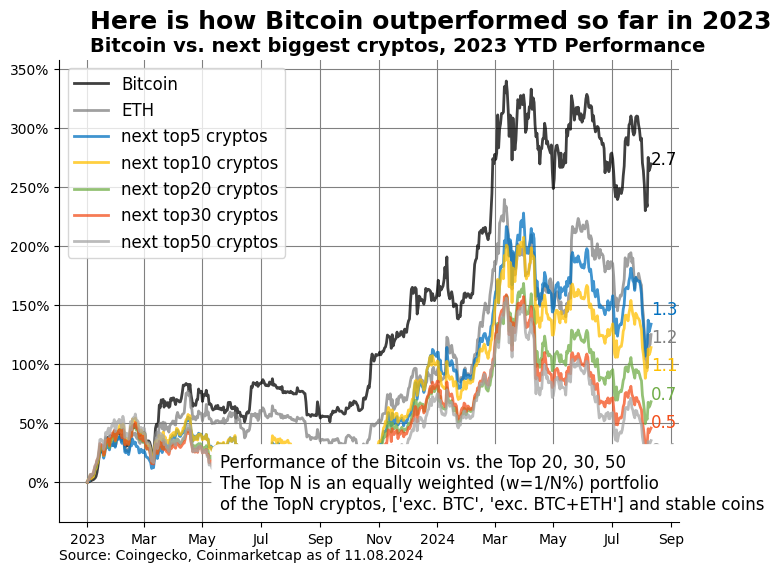 Here is how Bitcoin outperformed so far in 2023
Bitcoin vs. next biggest cryptos, 2023 YTD Performance
350%
300%
250%
200%
150%
100%
50%
0%
Bitcoin
ETH
next top5 cryptos
next top10 cryptos
next top20 cryptos
next top30 cryptos
next top50 cryptos
2.7
1.3
1.2
1.1
0.7
0.5
Performance of the Bitcoin vs. the Top 20, 30, 50
The Top N is an equally weighted (w=1/N%) portfolio
of the TopN cryptos, ['exc. BTC', 'exc. BTC+ETH'] and stable coins
2023 Mar May Jul Sep Nov 2024 Mar May Jul Sep
Source: Coingecko, Coinmarketcap as of 11.08.2024